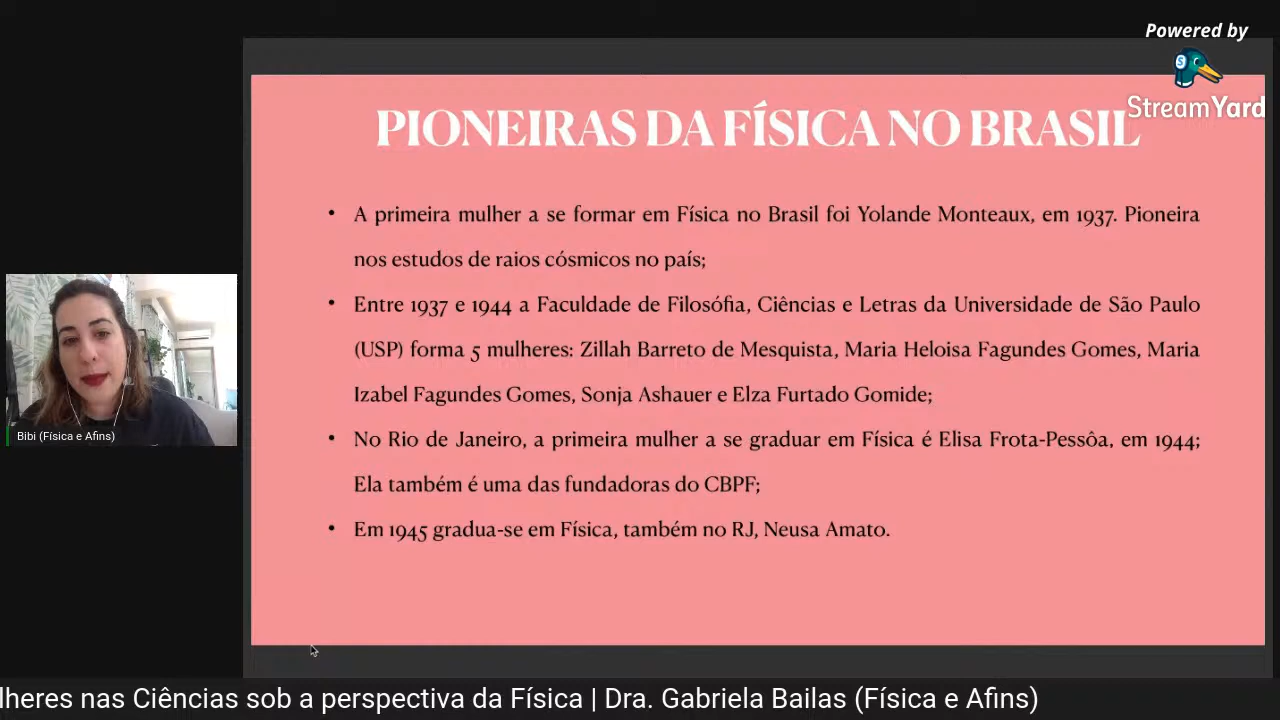 Powered by
StreamYard
PIONEIRAS DA FÍSICA NO BRASIL
• A primeira mulher a se formar em Física no Brasil foi Yolande Monteaux, em 1937. Pioneira
nos estudos de raios cósmicos no país;
• Entre 1937 e 1944 a Faculdade de Filosófia, Ciências e Letras da Universidade de São Paulo
(USP) forma 5 mulheres: Zillah Barreto de Mesquista, Maria Heloisa Fagundes Gomes, Maria
Izabel Fagundes Gomes, Sonja Ashauer e Elza Furtado Gomide;
• No Rio de Janeiro, a primeira mulher a se graduar em Física é Elisa Frota-Pessôa, em 1944;
Ela também é uma das fundadoras do CBPF;
• Em 1945 gradua-se em Física, também no RJ, Neusa Amato.
Bibi (Física e Afins)
lheres nas Ciências sob a perspectiva da Física | Dra. Gabriela Bailas (Física e Afins)